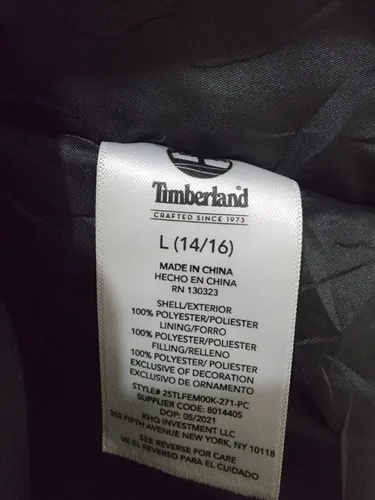 Timberland
CRAFTED SINCE 1973
L (14/16)
MADE IN CHINA
HECHO EN CHINA
RN 130323
SHELL/EXTERIOR
100% POLYESTER/POLIESTER
LINING/FORRO
100% POLYESTER/POLIESTER
FILLING/RELLENO
100% POLYESTER/ POLIESTER
EXCLUSIVE OF DECORATION
EXCLUSIVO DE ORNAMENTO
STYLE# 25TLFEM00K-271-PC
SUPPLIER CODE: 8014405
DOP: 05/2021
KHQ INVESTMENT LLC
350 FIFTH AVENUE NEW YORK, NY 10118
SEE REVERSE FOR CARE
VE EL REVERSO PARA EL CUIDADO